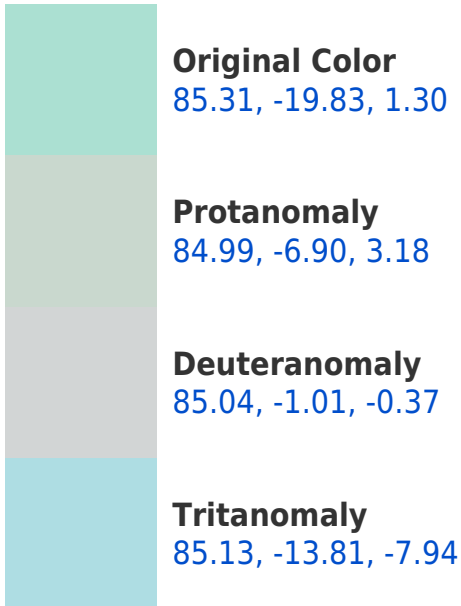 Original Color
85.31, -19.83, 1.30
Protanomaly
84.99, -6.90, 3.18
Deuteranomaly
85.04, -1.01, -0.37
Tritanomaly
85.13, -13.81, -7.94